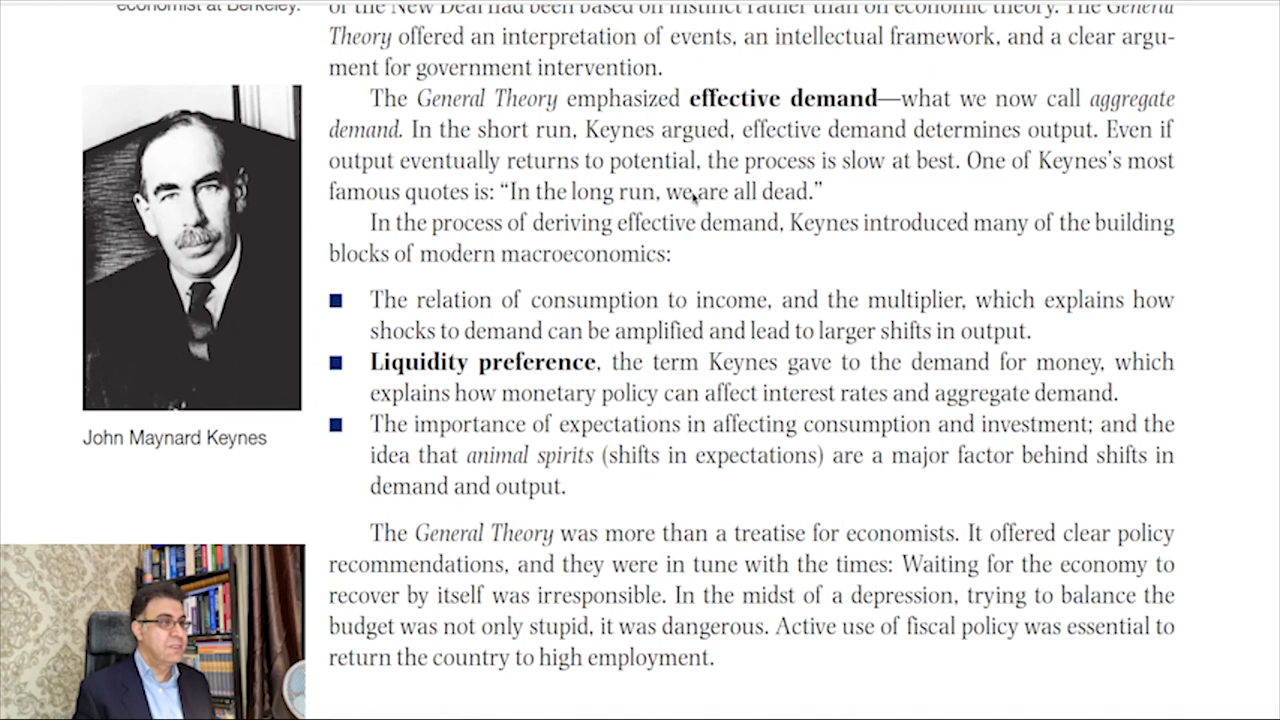 economist at Berkeley.
of the New Deal had been based on instinct rather than on economic theory. The General
Theory offered an interpretation of events, an intellectual framework, and a clear argu-
ment for government intervention.
The General Theory emphasized effective demand—what we now call aggregate
demand. In the short run, Keynes argued, effective demand determines output. Even if
output eventually returns to potential, the process is slow at best. One of Keynes's most
famous quotes is: “In the long run, we are all dead.”
In the process of deriving effective demand, Keynes introduced many of the building
blocks of modern macroeconomics:
■ The relation of consumption to income, and the multiplier, which explains how
shocks to demand can be amplified and lead to larger shifts in output.
■ Liquidity preference, the term Keynes gave to the demand for money, which
explains how monetary policy can affect interest rates and aggregate demand.
■ The importance of expectations in affecting consumption and investment; and the
idea that animal spirits (shifts in expectations) are a major factor behind shifts in
demand and output.
John Maynard Keynes
The General Theory was more than a treatise for economists. It offered clear policy
recommendations, and they were in tune with the times: Waiting for the economy to
recover by itself was irresponsible. In the midst of a depression, trying to balance the
budget was not only stupid, it was dangerous. Active use of fiscal policy was essential to
return the country to high employment.